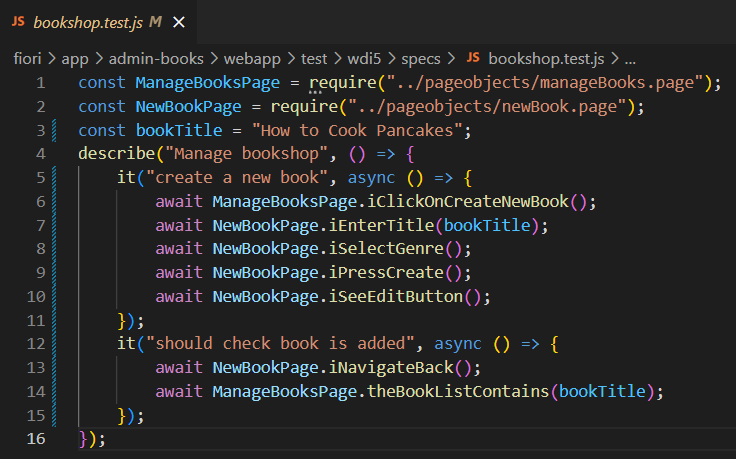 JS bookshop.test.js M ×
fiori > app > admin-books > webapp > test > wdi5 > specs > JS bookshop.test.js > ...
1 const ManageBooksPage = require("../pageobjects/manageBooks.page");
2 const NewBookPage = require("../pageobjects/newBook.page");
3 const bookTitle = "How to Cook Pancakes";
4 describe("Manage bookshop", () => {
5     it("create a new book", async () => {
6         await ManageBooksPage.iClickOnCreateNewBook();
7         await NewBookPage.iEnterTitle(bookTitle);
8         await NewBookPage.iSelectGenre();
9         await NewBookPage.iPressCreate();
10         await NewBookPage.iSeeEditButton();
11     });
12     it("should check book is added", async () => {
13         await NewBookPage.iNavigateBack();
14         await ManageBooksPage.theBookListContains(bookTitle);
15     });
16 });